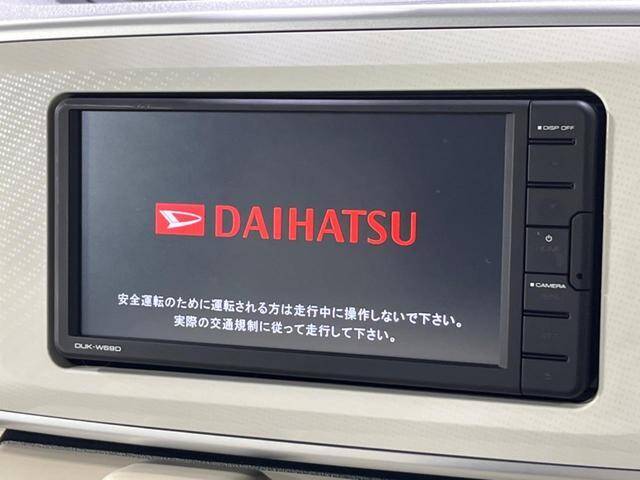 DISP OFF
DAIHATSU
CAMERA
安全運転のために運転される方は走行中に操作しないで下さい。
実際の交通規制に従って走行して下さい。
DUK-W69D